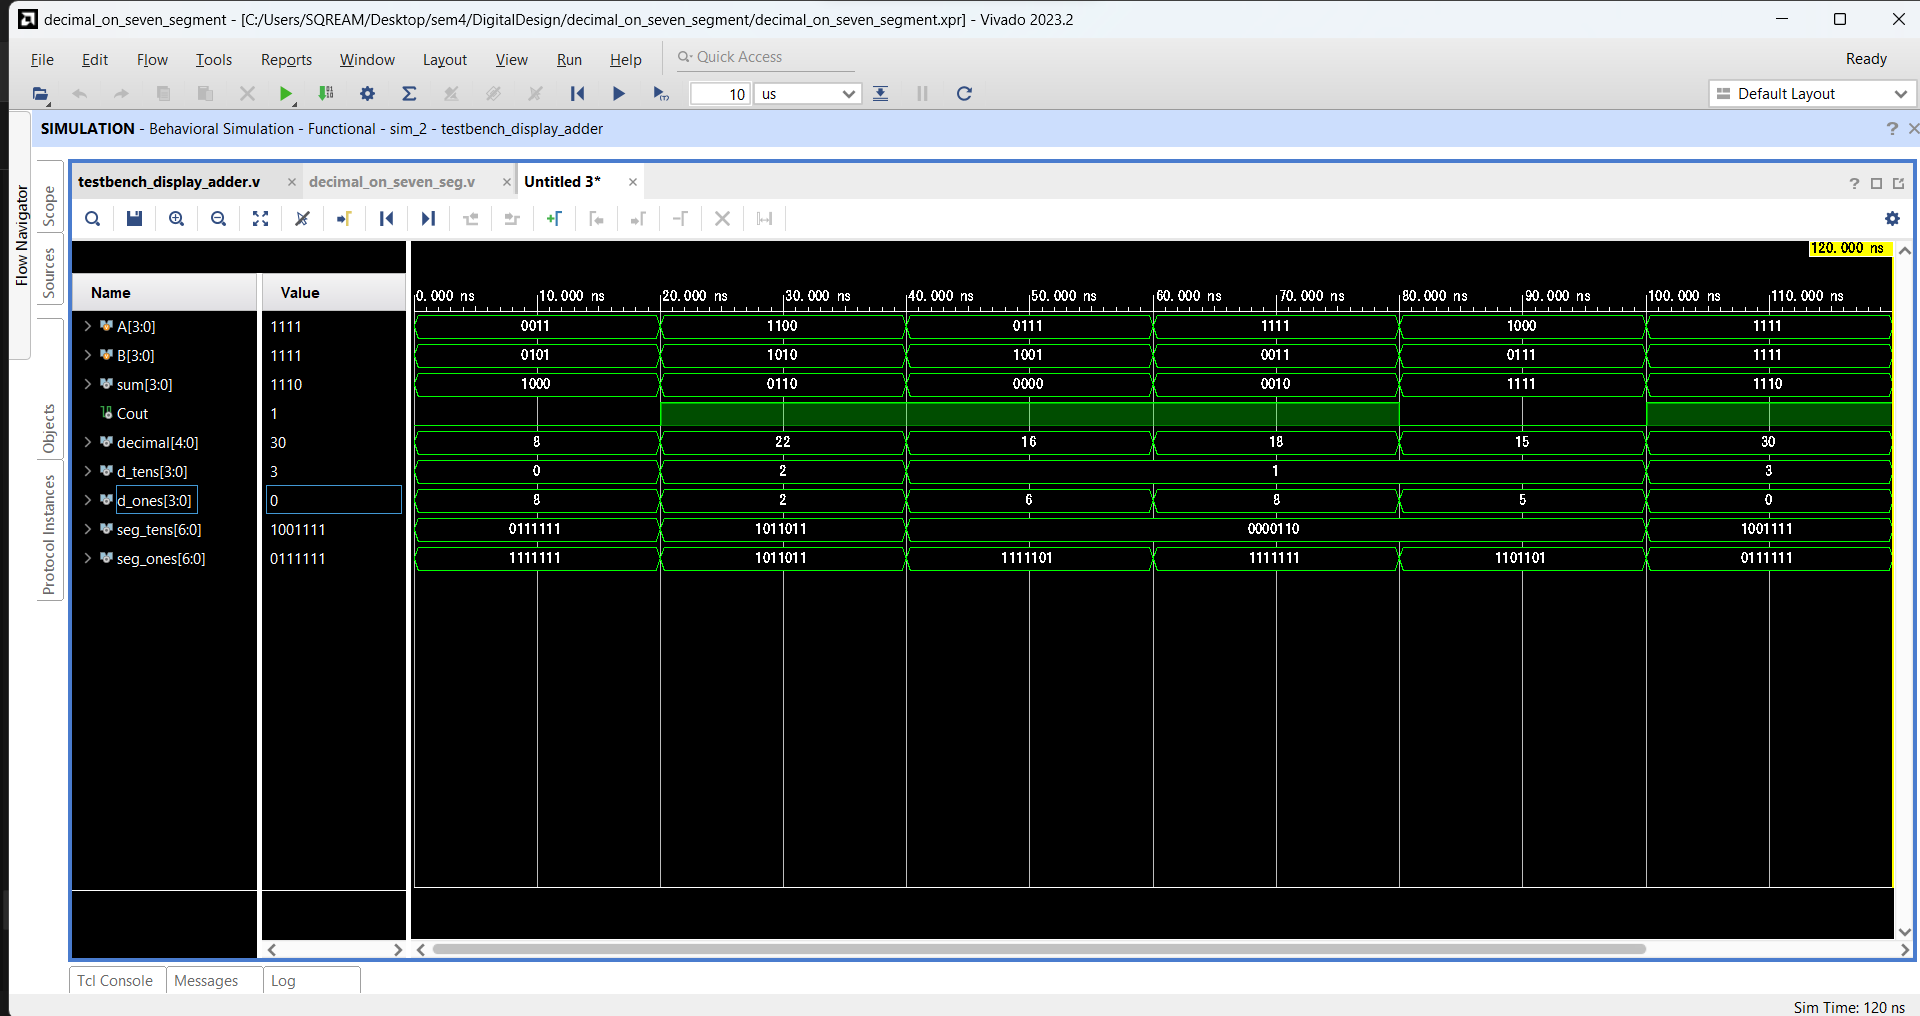 decimal_on_seven_segment - [C:/Users/SQREAM/Desktop/sem4/DigitalDesign/decimal_on_seven_segment/decimal_on_seven_segment.xpr] - Vivado 2023.2
File Edit Flow Tools Reports Window Layout View Run Help Quick Access Ready
10 us Default Layout
SIMULATION - Behavioral Simulation - Functional - sim_2 - testbench_display_adder
Flow Navigator
Scope
Sources
Objects
Protocol Instances
testbench_display_adder.v decimal_on_seven_seg.v Untitled 3*
120.000 ns
Name Value 0.000 ns 10.000 ns 20.000 ns 30.000 ns 40.000 ns 50.000 ns 60.000 ns 70.000 ns 80.000 ns 90.000 ns 100.000 ns 110.000 ns
A[3:0] 1111 0011 1100 0111 1111 1000 1111
B[3:0] 1111 0101 1010 1001 0011 0111 1111
sum[3:0] 1110 1000 0110 0000 0010 1111 1110
Cout 1
decimal[4:0] 30 8 22 16 18 15 30
d_tens[3:0] 3 0 2 1 3
d_ones[3:0] 0 8 2 6 8 5 0
seg_tens[6:0] 1001111 0111111 1011011 0000110 1001111
seg_ones[6:0] 0111111 1111111 1011011 1111101 1111111 1101101 0111111
Tcl Console Messages Log
Sim Time: 120 ns